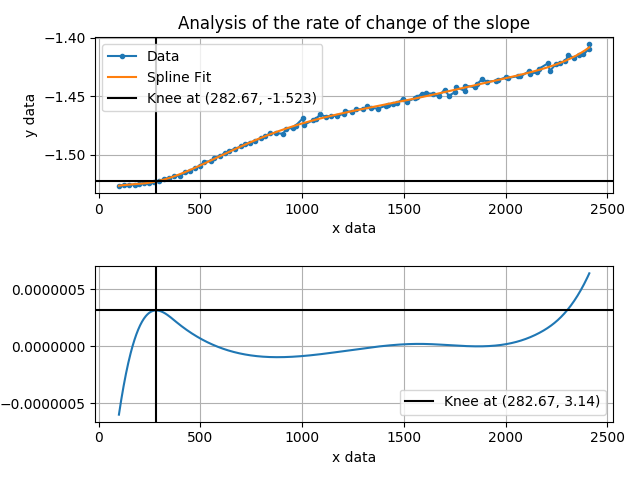 Analysis of the rate of change of the slope
−1.40
−1.45
−1.50
y data
Data
Spline Fit
Knee at (282.67, -1.523)
0 500 1000 1500 2000 2500
x data
0.0000005
0.0000000
−0.0000005
Knee at (282.67, 3.14)
0 500 1000 1500 2000 2500
x data